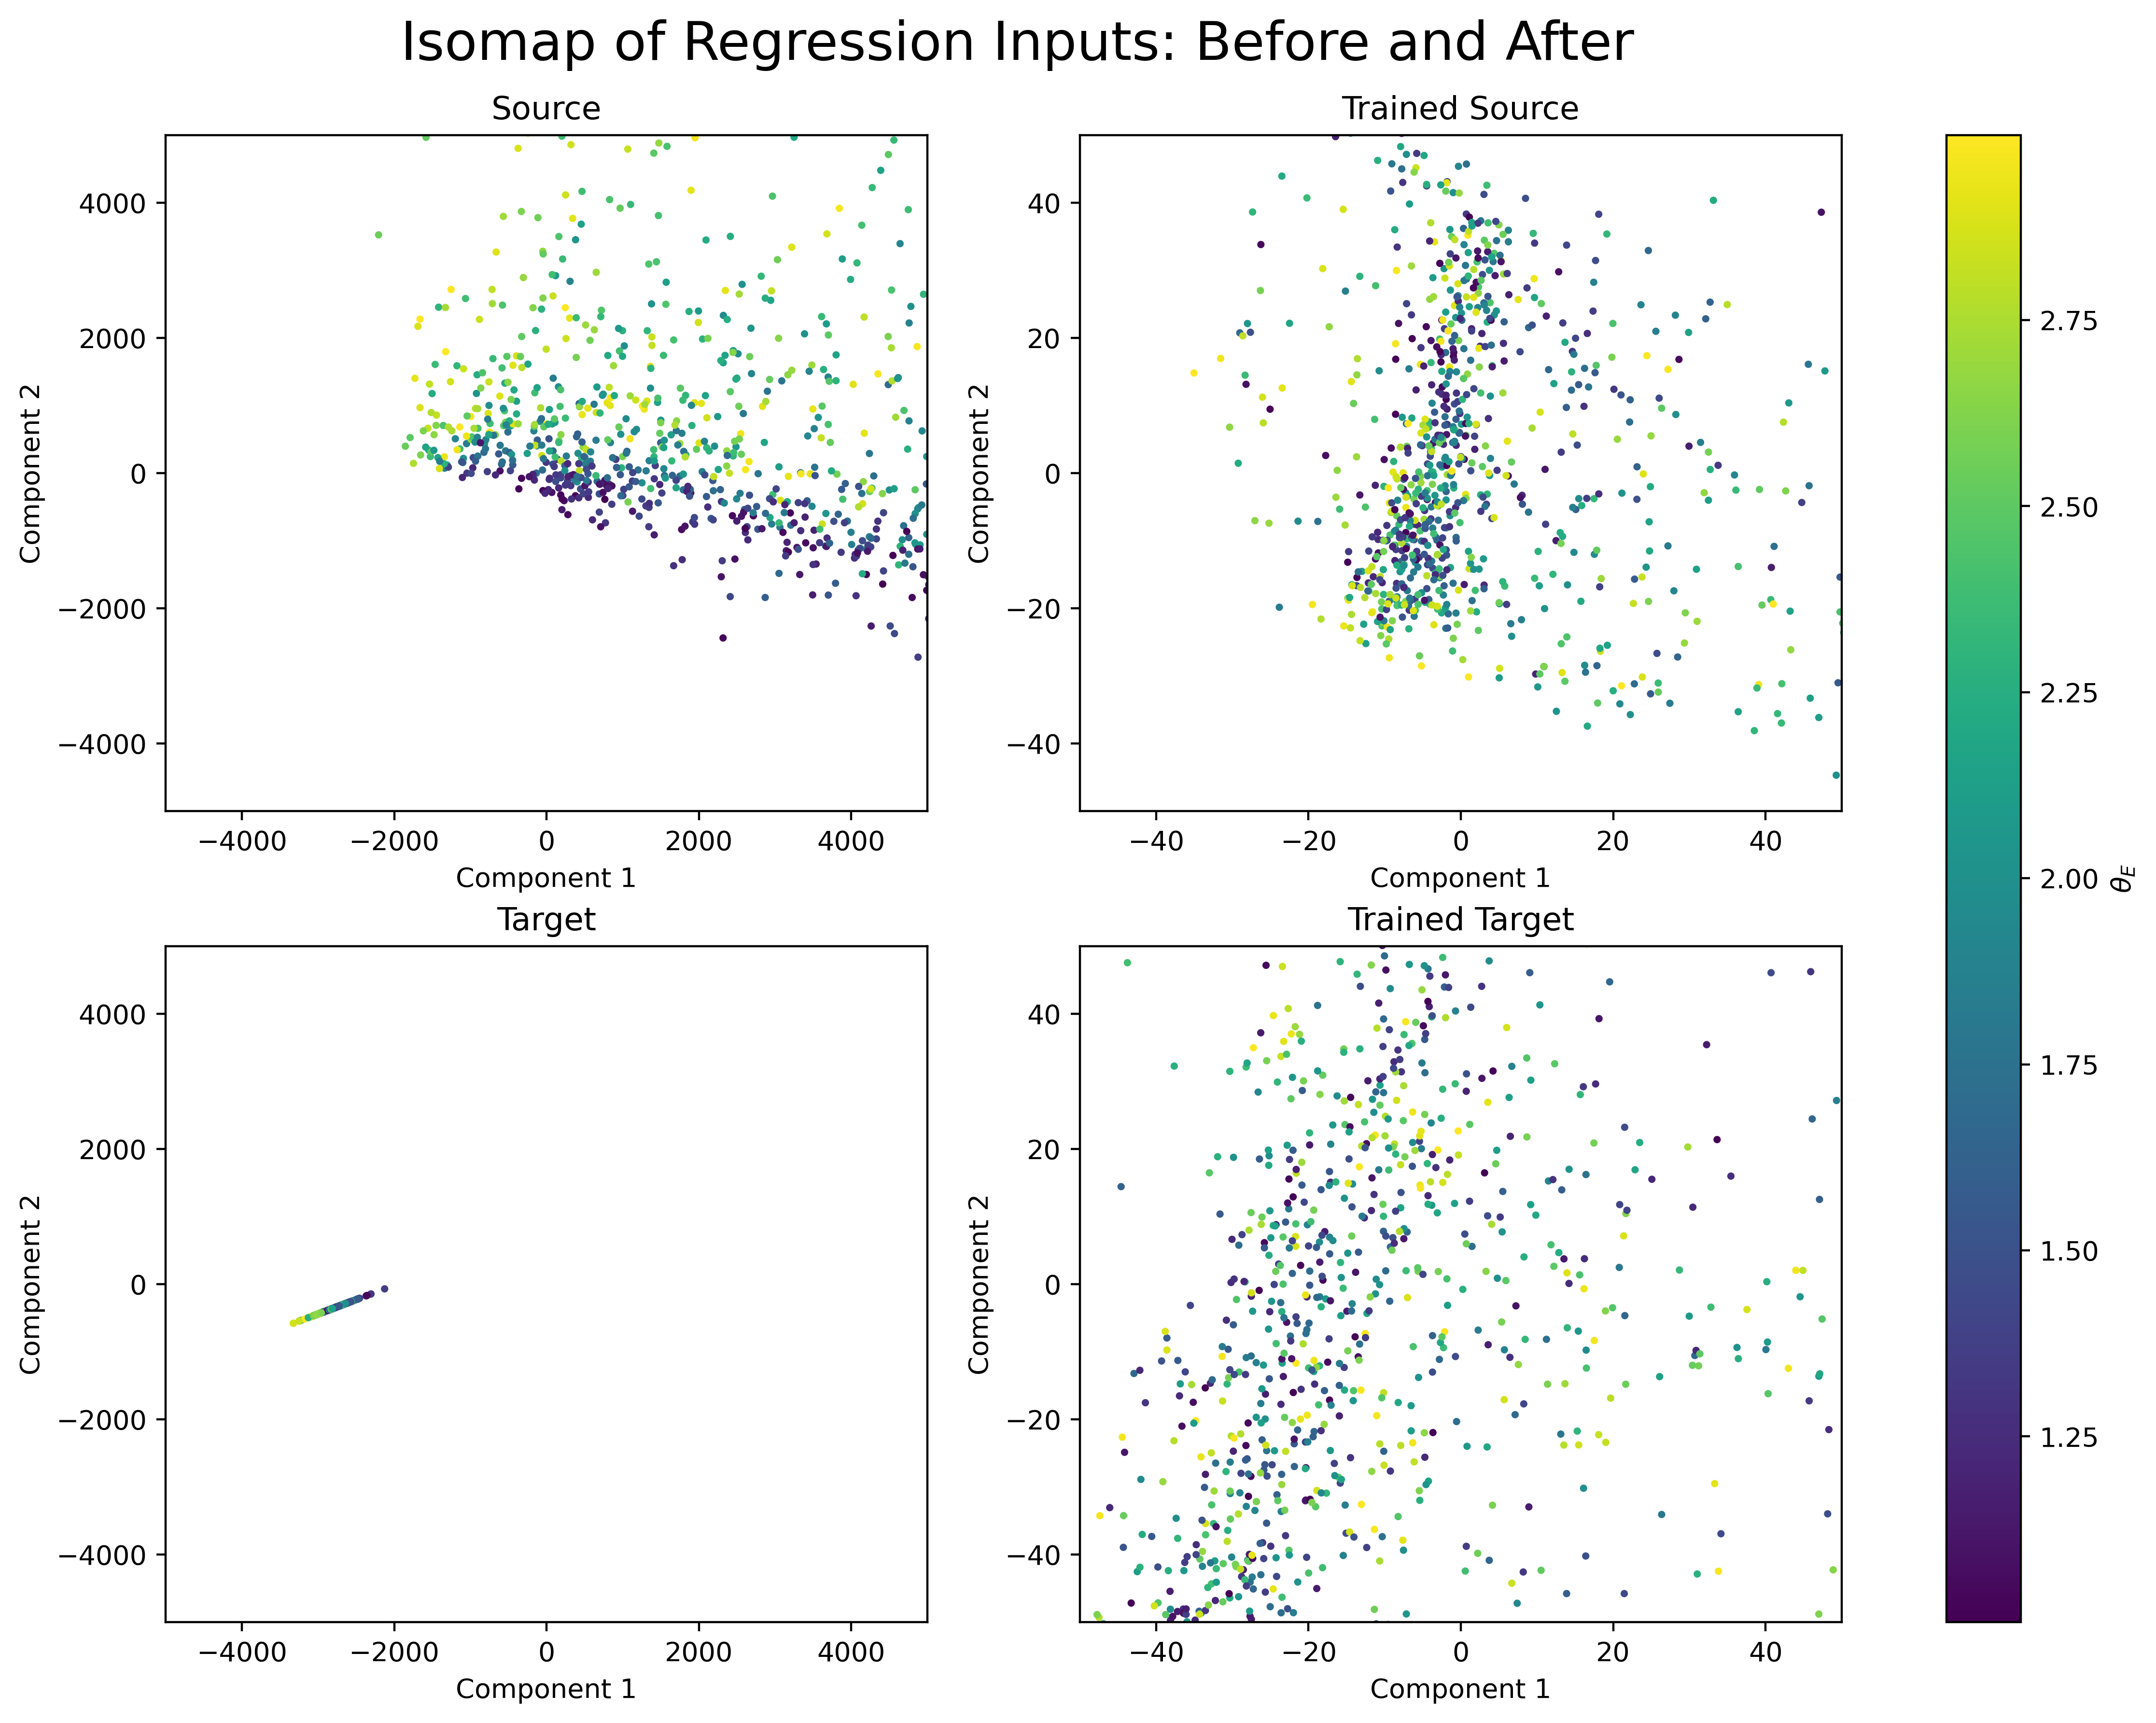 Isomap of Regression Inputs: Before and After
Source
4000
2000
0
−2000
−4000
Component 2
−4000 −2000 0 2000 4000
Component 1
Trained Source
40
20
0
−20
−40
Component 2
−40 −20 0 20 40
Component 1
Target
4000
2000
0
−2000
−4000
Component 2
−4000 −2000 0 2000 4000
Component 1
Trained Target
40
20
0
−20
−40
Component 2
−40 −20 0 20 40
Component 1
2.75
2.50
2.25
2.00
1.75
1.50
1.25
θ_E